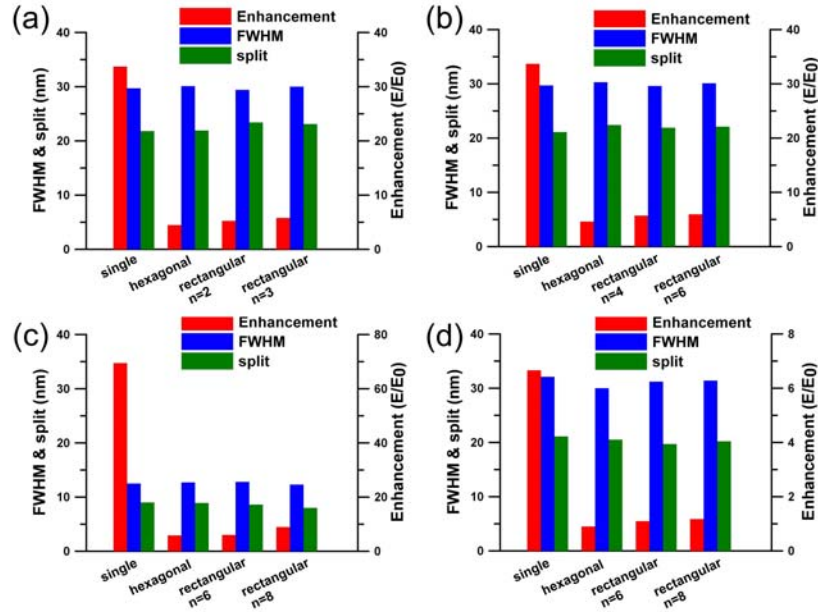 (a)
Enhancement
FWHM
split
FWHM & split (nm)
40
30
20
10
0
Enhancement (E/E0)
40
30
20
10
0
single
hexagonal
rectangular
n=2
rectangular
n=3
(b)
Enhancement
FWHM
split
FWHM & split (nm)
40
30
20
10
0
Enhancement (E/E0)
40
30
20
10
0
single
hexagonal
rectangular
n=4
rectangular
n=6
(c)
Enhancement
FWHM
split
FWHM & split (nm)
40
30
20
10
0
Enhancement (E/E0)
80
60
40
20
0
single
hexagonal
rectangular
n=6
rectangular
n=8
(d)
Enhancement
FWHM
split
FWHM & split (nm)
40
30
20
10
0
Enhancement (E/E0)
8
6
4
2
0
single
hexagonal
rectangular
n=6
rectangular
n=8